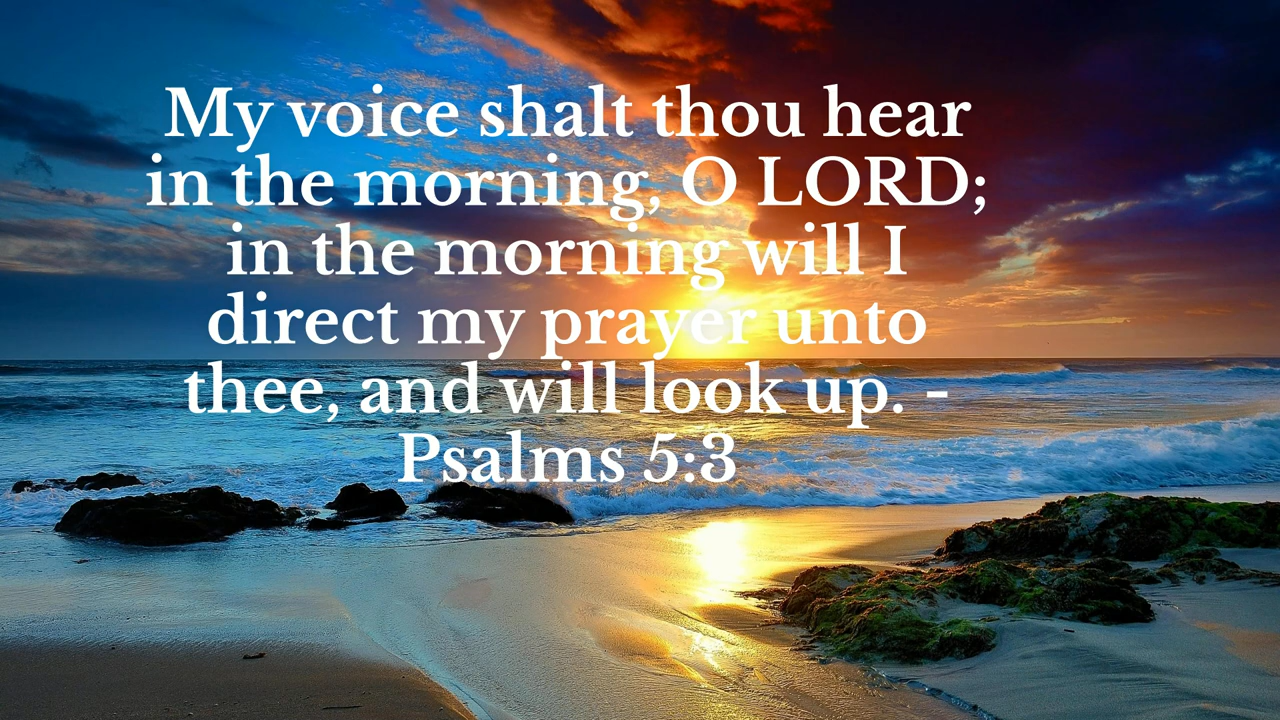 My voice shalt thou hear
in the morning, O LORD;
in the morning will I
direct my prayer unto
thee, and will look up. -
Psalms 5:3